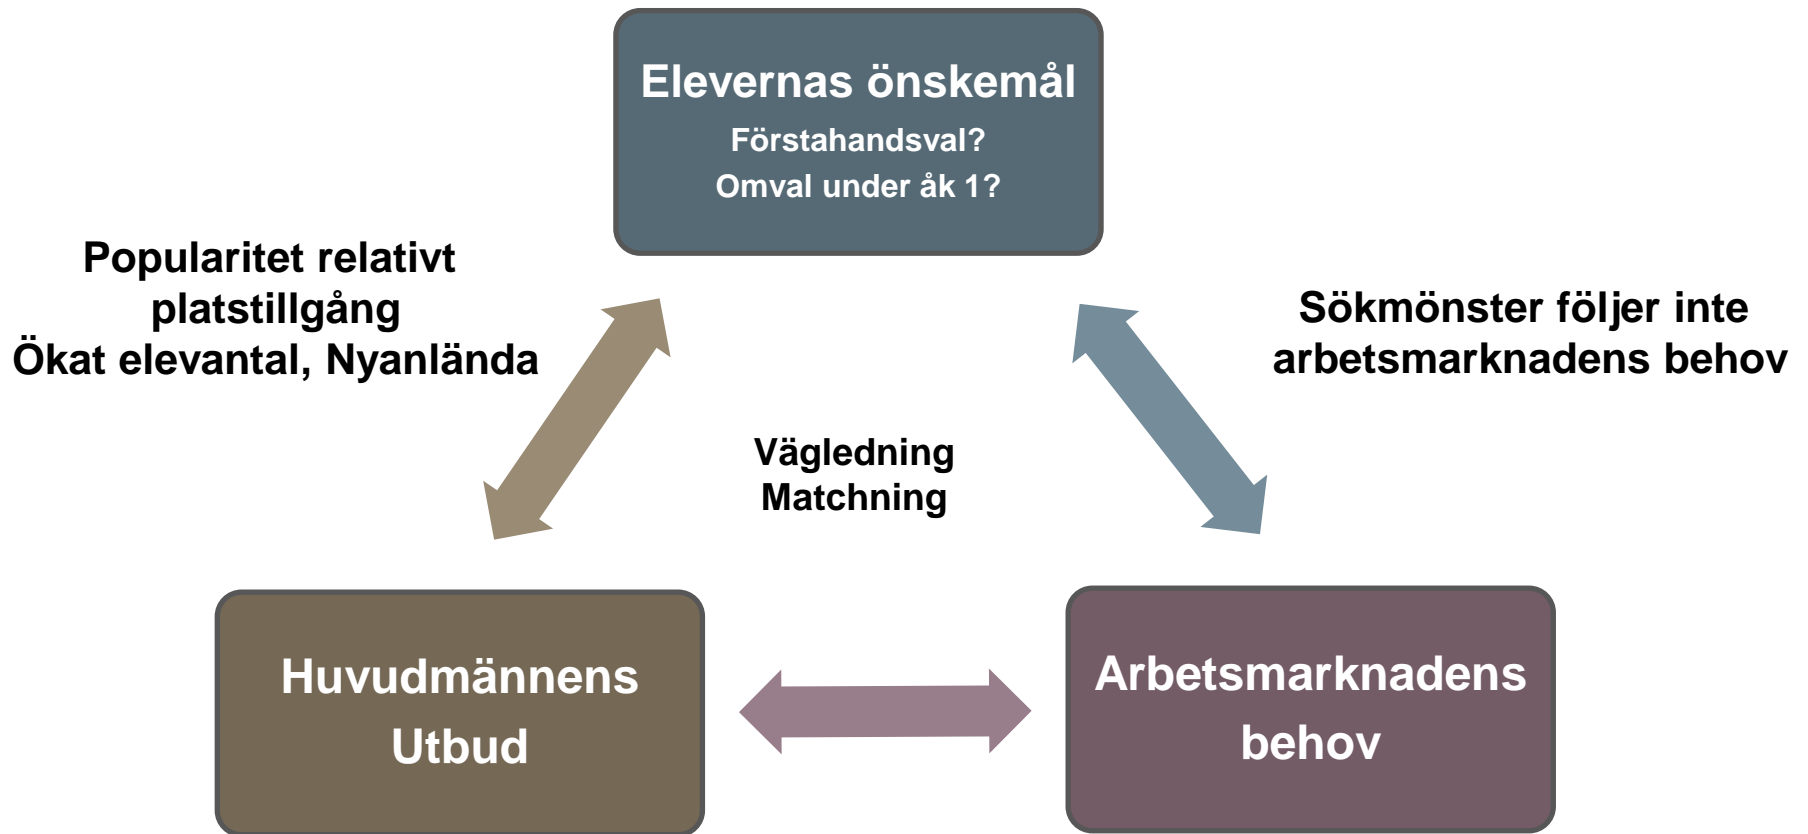 Elevernas önskemål
Förstahandsval?
Omval under åk 1?
Popularitet relativt
platstillgång
Ökat elevantal, Nyanlända
Sökmönster följer inte
arbetsmarknadens behov
Vägledning
Matchning
Huvudmännens
Utbud
Arbetsmarknadens
behov